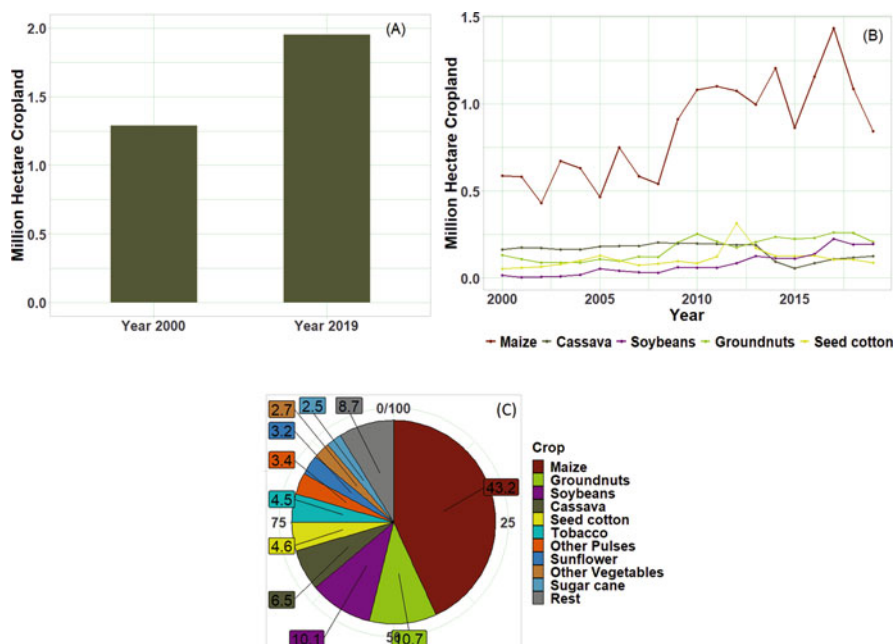 (A)
Million Hectare Cropland
2.0
1.5
1.0
0.5
0.0
Year 2000
Year 2019
(B)
Million Hectare Cropland
1.5
1.0
0.5
0.0
2000
2005
2010
2015
Year
Maize Cassava Soybeans Groundnuts Seed cotton
(C)
0/100
25
50
75
43.2
10.7
10.1
6.5
4.6
4.5
3.4
3.2
2.7
2.5
8.7
Crop
Maize
Groundnuts
Soybeans
Cassava
Seed cotton
Tobacco
Other Pulses
Sunflower
Other Vegetables
Sugar cane
Rest